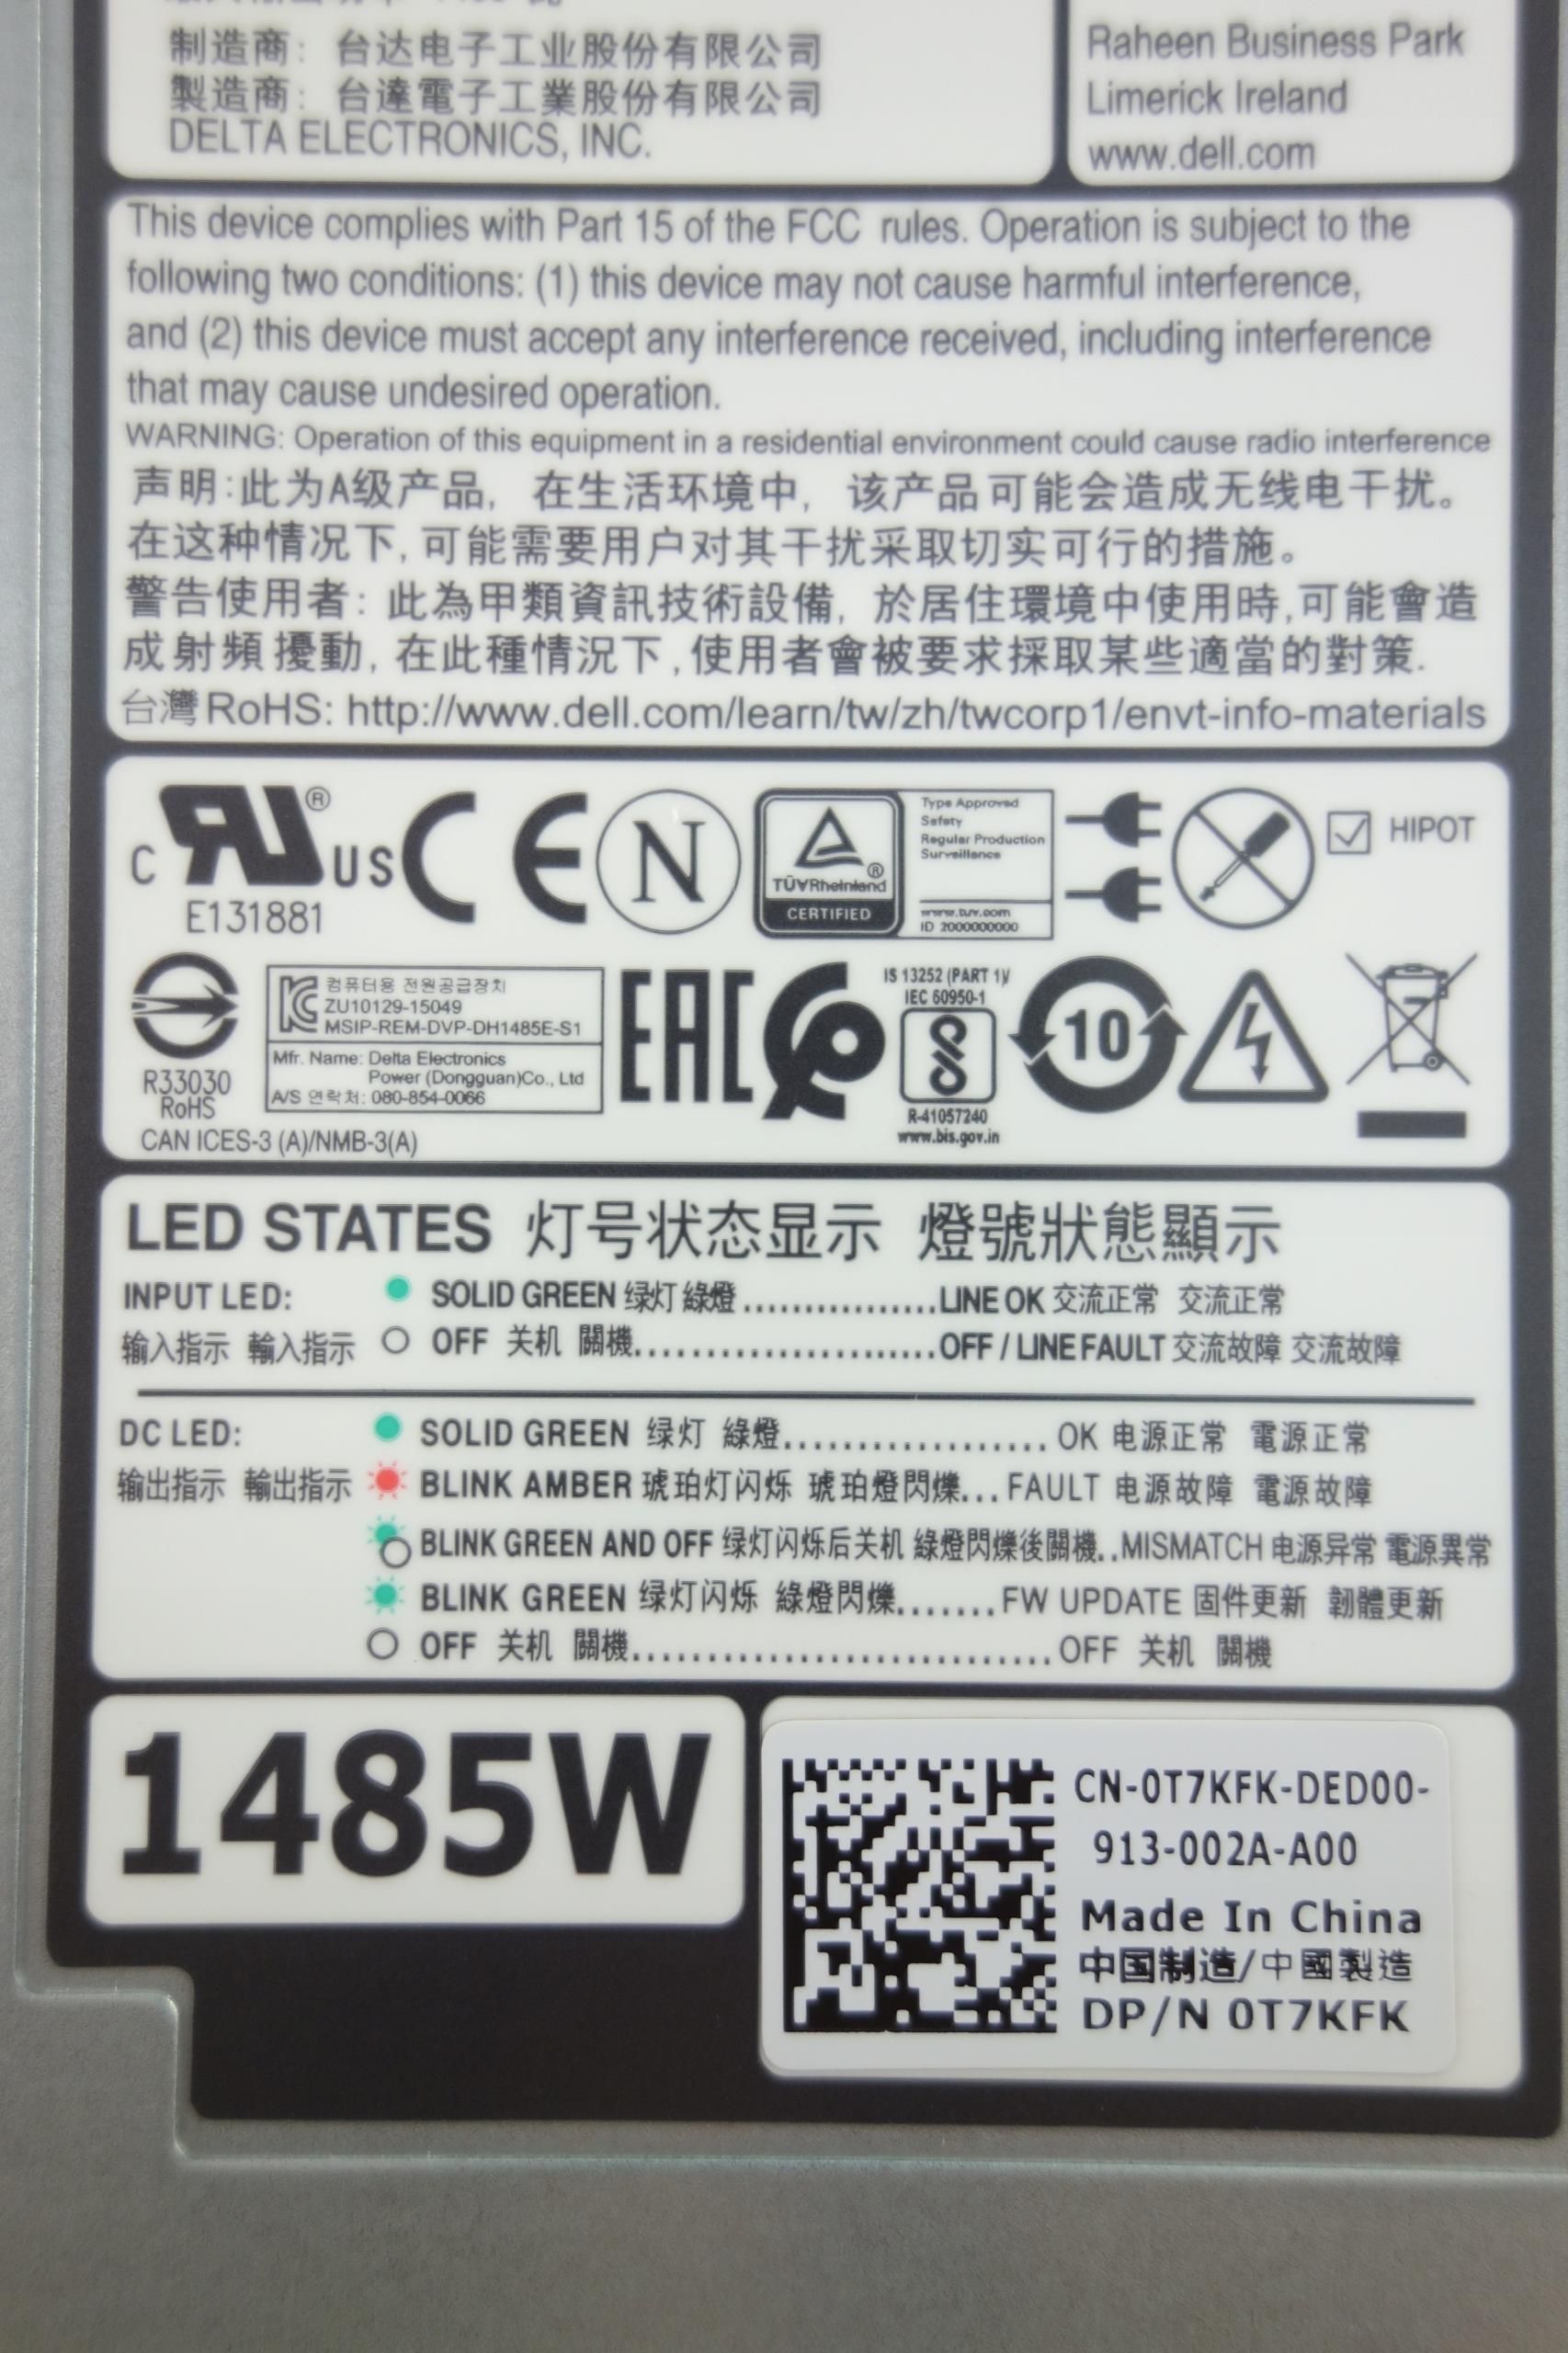 制造商: 台达电子工业股份有限公司
製造商: 台達電子工業股份有限公司
DELTA ELECTRONICS, INC.
Raheen Business Park
Limerick Ireland
www.dell.com
This device complies with Part 15 of the FCC rules. Operation is subject to the
following two conditions: (1) this device may not cause harmful interference,
and (2) this device must accept any interference received, including interference
that may cause undesired operation.
WARNING: Operation of this equipment in a residential environment could cause radio interference
声明:此为A级产品, 在生活环境中, 该产品可能会造成无线电干扰。
在这种情况下,可能需要用户对其干扰采取切实可行的措施。
警告使用者: 此為甲類資訊技術設備, 於居住環境中使用時,可能會造
成射頻擾動, 在此種情況下,使用者會被要求採取某些適當的對策.
台灣RoHS: http://www.dell.com/learn/tw/zh/twcorp1/envt-info-materials
C RU® US
E131881
CE
N
TÜVRheinland®
CERTIFIED
Type Approved
Safety
Regular Production
Surveillance
www.tuv.com
ID 2000000000
HIPOT
R33030
RoHS
컴퓨터용 전원공급장치
ZU10129-15049
MSIP-REM-DVP-DH1485E-S1
Mfr. Name: Delta Electronics
Power (Dongguan)Co., Ltd
A/S 연락처: 080-854-0066
EAC
IS 13252 (PART 1)/
IEC 60950-1
R-41057240
www.bis.gov.in
10
CAN ICES-3 (A)/NMB-3(A)
LED STATES 灯号状态显示 燈號狀態顯示
INPUT LED: SOLID GREEN 绿灯 綠燈................LINE OK 交流正常 交流正常
输入指示 輸入指示 OFF 关机 關機.......................OFF / LINE FAULT 交流故障 交流故障
DC LED: SOLID GREEN 绿灯 綠燈................... OK 电源正常 電源正常
输出指示 輸出指示 BLINK AMBER 琥珀灯闪烁 琥珀燈閃爍... FAULT 电源故障 電源故障
BLINK GREEN AND OFF 绿灯闪烁后关机 綠燈閃爍後關機..MISMATCH 电源异常 電源異常
BLINK GREEN 绿灯闪烁 綠燈閃爍.......FW UPDATE 固件更新 韌體更新
OFF 关机 關機.............................OFF 关机 關機
1485W
CN-0T7KFK-DED00-
913-002A-A00
Made In China
中国制造/中國製造
DP/N 0T7KFK